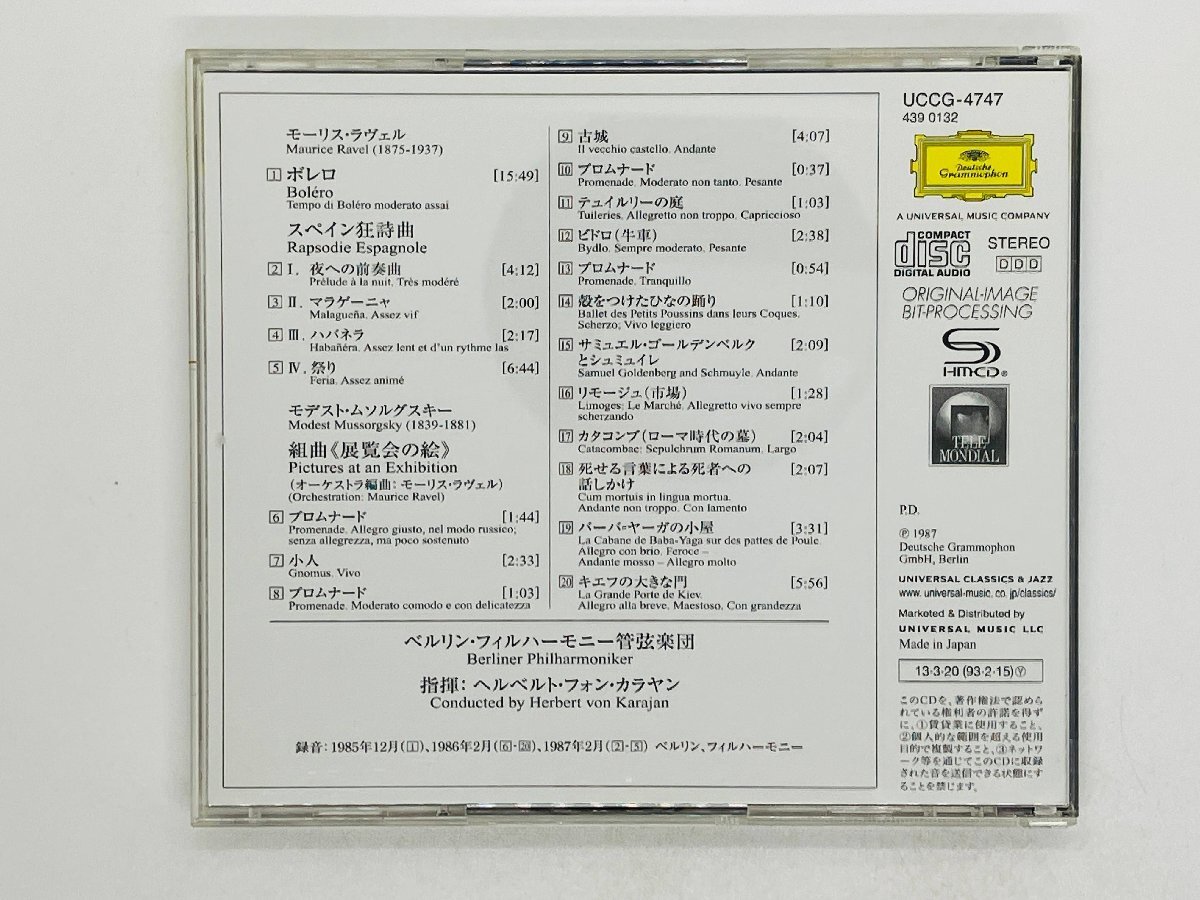 モーリス・ラヴェル
Maurice Ravel (1875-1937)
1 ボレロ [15:49]
Boléro
Tempo di Boléro moderato assai
スペイン狂詩曲
Rapsodie Espagnole
2 I. 夜への前奏曲 [4:12]
Prélude à la nuit. Très modéré
3 II. マラゲーニャ [2:00]
Malagueña. Assez vif
4 III. ハバネラ [2:17]
Habañéra. Assez lent et d'un rythme las
5 IV. 祭り [6:44]
Feria. Assez animé
モデスト・ムソルグスキー
Modest Mussorgsky (1839-1881)
組曲《展覧会の絵》
Pictures at an Exhibition
(オーケストラ編曲: モーリス・ラヴェル)
(Orchestration: Maurice Ravel)
6 プロムナード [1:44]
Promenade. Allegro giusto, nel modo russico;
senza allegrezza, ma poco sostenuto
7 小人 [2:33]
Gnomus. Vivo
8 プロムナード [1:03]
Promenade. Moderato comodo e con delicatezza
9 古城 [4:07]
Il vecchio castello. Andante
10 プロムナード [0:37]
Promenade. Moderato non tanto. Pesante
11 テュイルリーの庭 [1:03]
Tuileries. Allegretto non troppo. Capriccioso
12 ビドロ(牛車) [2:38]
Bydlo. Sempre moderato. Pesante
13 プロムナード [0:54]
Promenade. Tranquillo
14 殻をつけたひなの踊り [1:10]
Ballet des Petits Poussins dans leurs Coques.
Scherzo; Vivo leggiero
15 サミュエル・ゴールデンベルク [2:09]
とシュミュイレ
Samuel Goldenberg and Schmuyle. Andante
16 リモージュ(市場) [1:28]
Limoges: Le Marché. Allegretto vivo sempre
scherzando
17 カタコンブ(ローマ時代の墓) [2:04]
Catacombae: Sepulchrum Romanum. Largo
18 死せる言葉による死者への [2:07]
話しかけ
Cum mortuis in lingua mortua.
Andante non troppo. Con lamento
19 バーバ=ヤーガの小屋 [3:31]
La Cabane de Baba-Yaga sur des pattes de Poule.
Allegro con brio. Feroce –
Andante mosso – Allegro molto
20 キエフの大きな門 [5:56]
La Grande Porte de Kiev.
Allegro alla breve. Maestoso. Con grandezza
ベルリン・フィルハーモニー管弦楽団
Berliner Philharmoniker
指揮: ヘルベルト・フォン・カラヤン
Conducted by Herbert von Karajan
録音: 1985年12月(1)、1986年2月(6-20)、1987年2月(2-5) ベルリン、フィルハーモニー
UCCG-4747
439 0132
Deutsche
Grammophon
A UNIVERSAL MUSIC COMPANY
COMPACT
disc
DIGITAL AUDIO
STEREO
DDD
ORIGINAL-IMAGE
BIT-PROCESSING
SHM-CD®
TELE
MONDIAL
P.D.
℗ 1987
Deutsche Grammophon
GmbH, Berlin
UNIVERSAL CLASSICS & JAZZ
www. universal-music. co. jp/classics/
Marketed & Distributed by
UNIVERSAL MUSIC LLC
Made in Japan
13·3·20 (93·2·15)Ⓨ
このCDを、著作権法で認め
られている権利者の許諾を得ず
に、①賃貸業に使用すること、
②個人的な範囲を超える使用
目的で複製すること、③ネットワ
ーク等を通じてこのCDに収録
された音を送信できる状態にす
ることを禁じます。